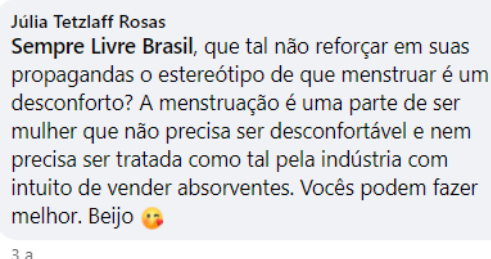 Júlia Tetzlaff Rosas
Sempre Livre Brasil, que tal não reforçar em suas
propagandas o estereótipo de que menstruar é um
desconforto? A menstruação é uma parte de ser
mulher que não precisa ser desconfortável e nem
precisa ser tratada como tal pela indústria com
intuito de vender absorventes. Vocês podem fazer
melhor. Beijo 😘
3 a